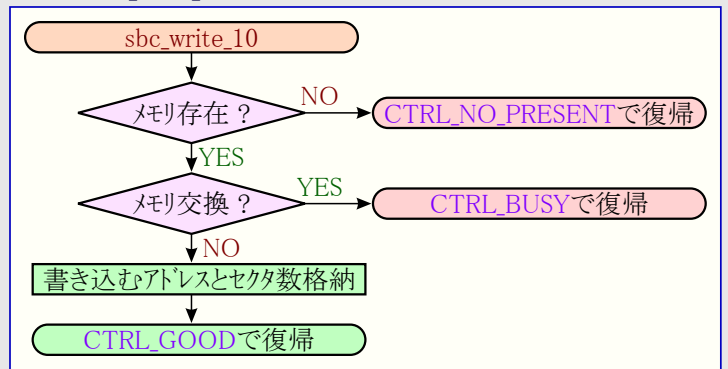 sbc_write_10
ﾒﾓﾘ存在？
NO
CTRL_NO_PRESENTで復帰
YES
ﾒﾓﾘ交換？
YES
CTRL_BUSYで復帰
NO
書き込むｱﾄﾞﾚｽとｾｸﾀ数格納
CTRL_GOODで復帰